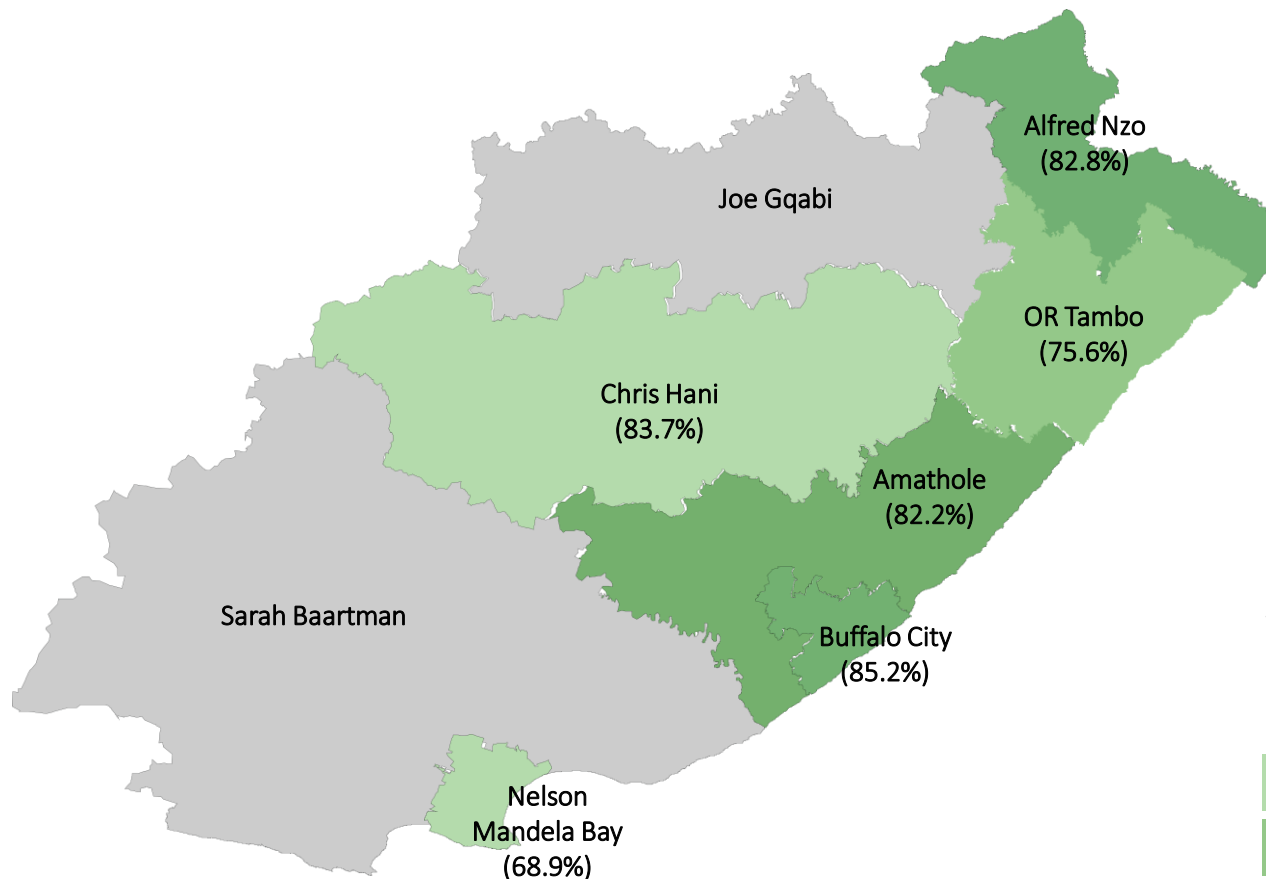 Alfred Nzo
(82.8%)
Joe Gqabi
OR Tambo
(75.6%)
Chris Hani
(83.7%)
Amathole
(82.2%)
Sarah Baartman
Buffalo City
(85.2%)
Nelson
Mandela Bay
(68.9%)